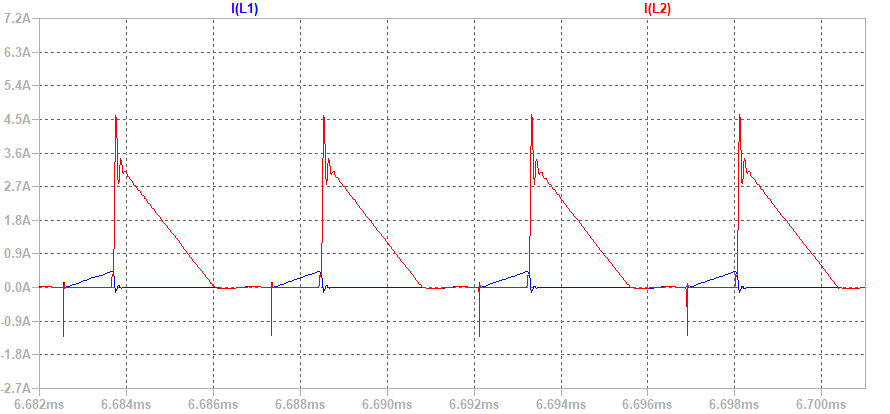 I(L1) I(L2)
7.2A
6.3A
5.4A
4.5A
3.6A
2.7A
1.8A
0.9A
0.0A
-0.9A
-1.8A
-2.7A
6.682ms 6.684ms 6.686ms 6.688ms 6.690ms 6.692ms 6.694ms 6.696ms 6.698ms 6.700ms